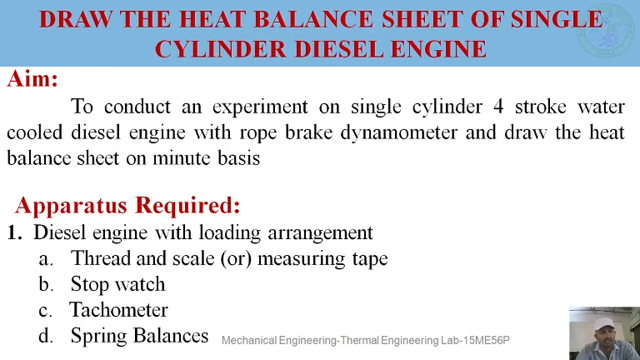 DRAW THE HEAT BALANCE SHEET OF SINGLE
CYLINDER DIESEL ENGINE
Aim:
To conduct an experiment on single cylinder 4 stroke water
cooled diesel engine with rope brake dynamometer and draw the heat
balance sheet on minute basis
Apparatus Required:
1. Diesel engine with loading arrangement
a. Thread and scale (or) measuring tape
b. Stop watch
c. Tachometer
d. Spring Balances
Mechanical Engineering-Thermal Engineering Lab-15ME56P